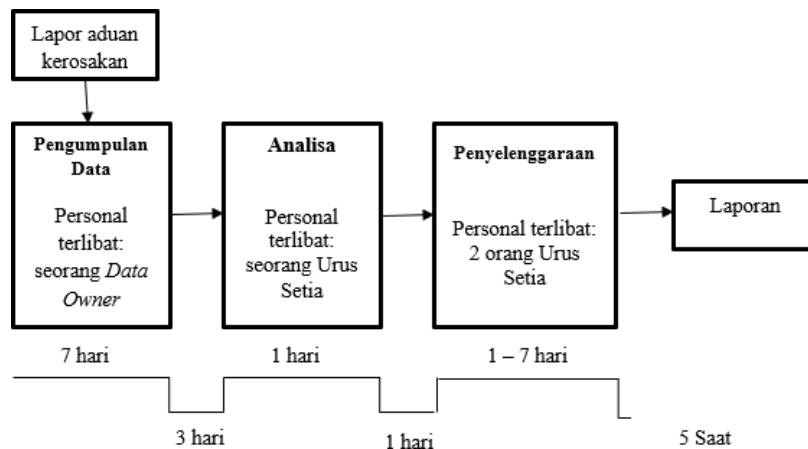 Lapor aduan
kerosakan
Pengumpulan
Data
Personal
terlibat:
seorang Data
Owner
Analisa
Personal
terlibat:
seorang Urus
Setia
Penyelenggaraan
Personal terlibat:
2 orang Urus
Setia
Laporan
7 hari
1 hari
1 – 7 hari
3 hari
1 hari
5 Saat